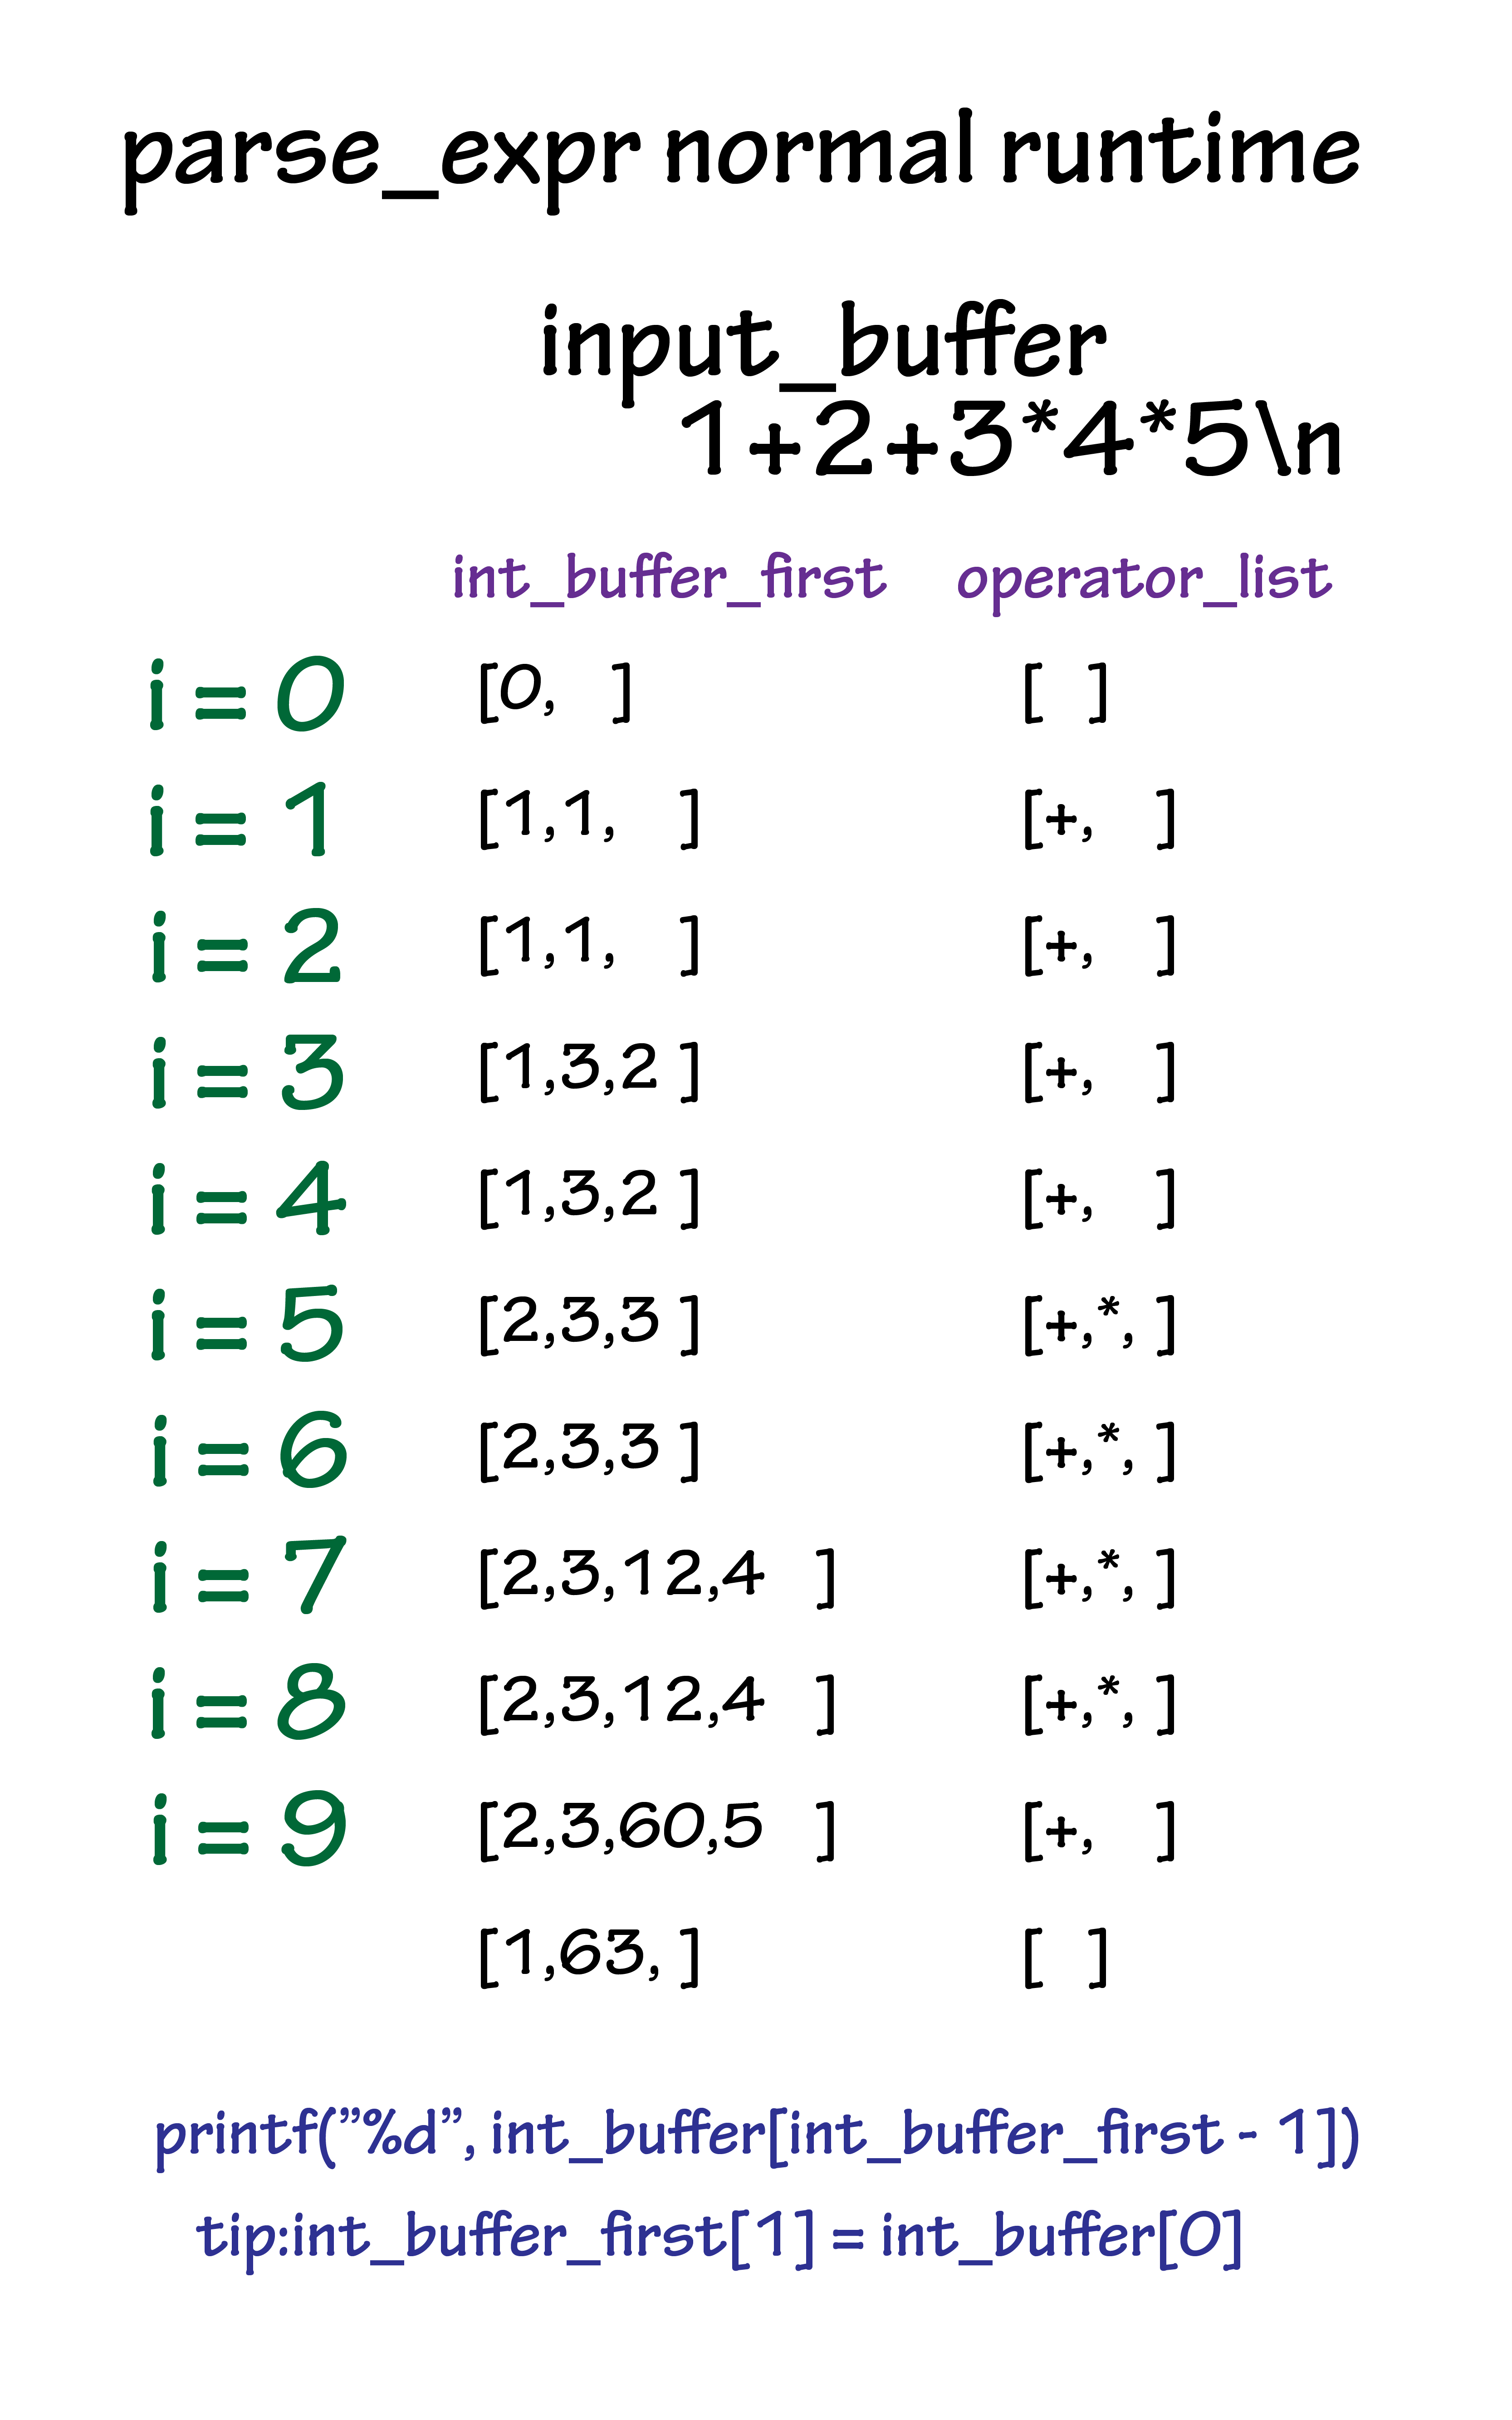 parse_expr normal runtime
input_buffer
1+2+3*4*5\n
int_buffer_first operator_list
i = 0 [0, ] [ ]
i = 1 [1,1, ] [+, ]
i = 2 [1,1, ] [+, ]
i = 3 [1,3,2 ] [+, ]
i = 4 [1,3,2 ] [+, ]
i = 5 [2,3,3 ] [+,*, ]
i = 6 [2,3,3 ] [+,*, ]
i = 7 [2,3,12,4 ] [+,*, ]
i = 8 [2,3,12,4 ] [+,*, ]
i = 9 [2,3,60,5 ] [+, ]
[1,63, ] [ ]
printf(”%d”, int_buffer[int_buffer_first - 1])
tip:int_buffer_first[1] = int_buffer[0]